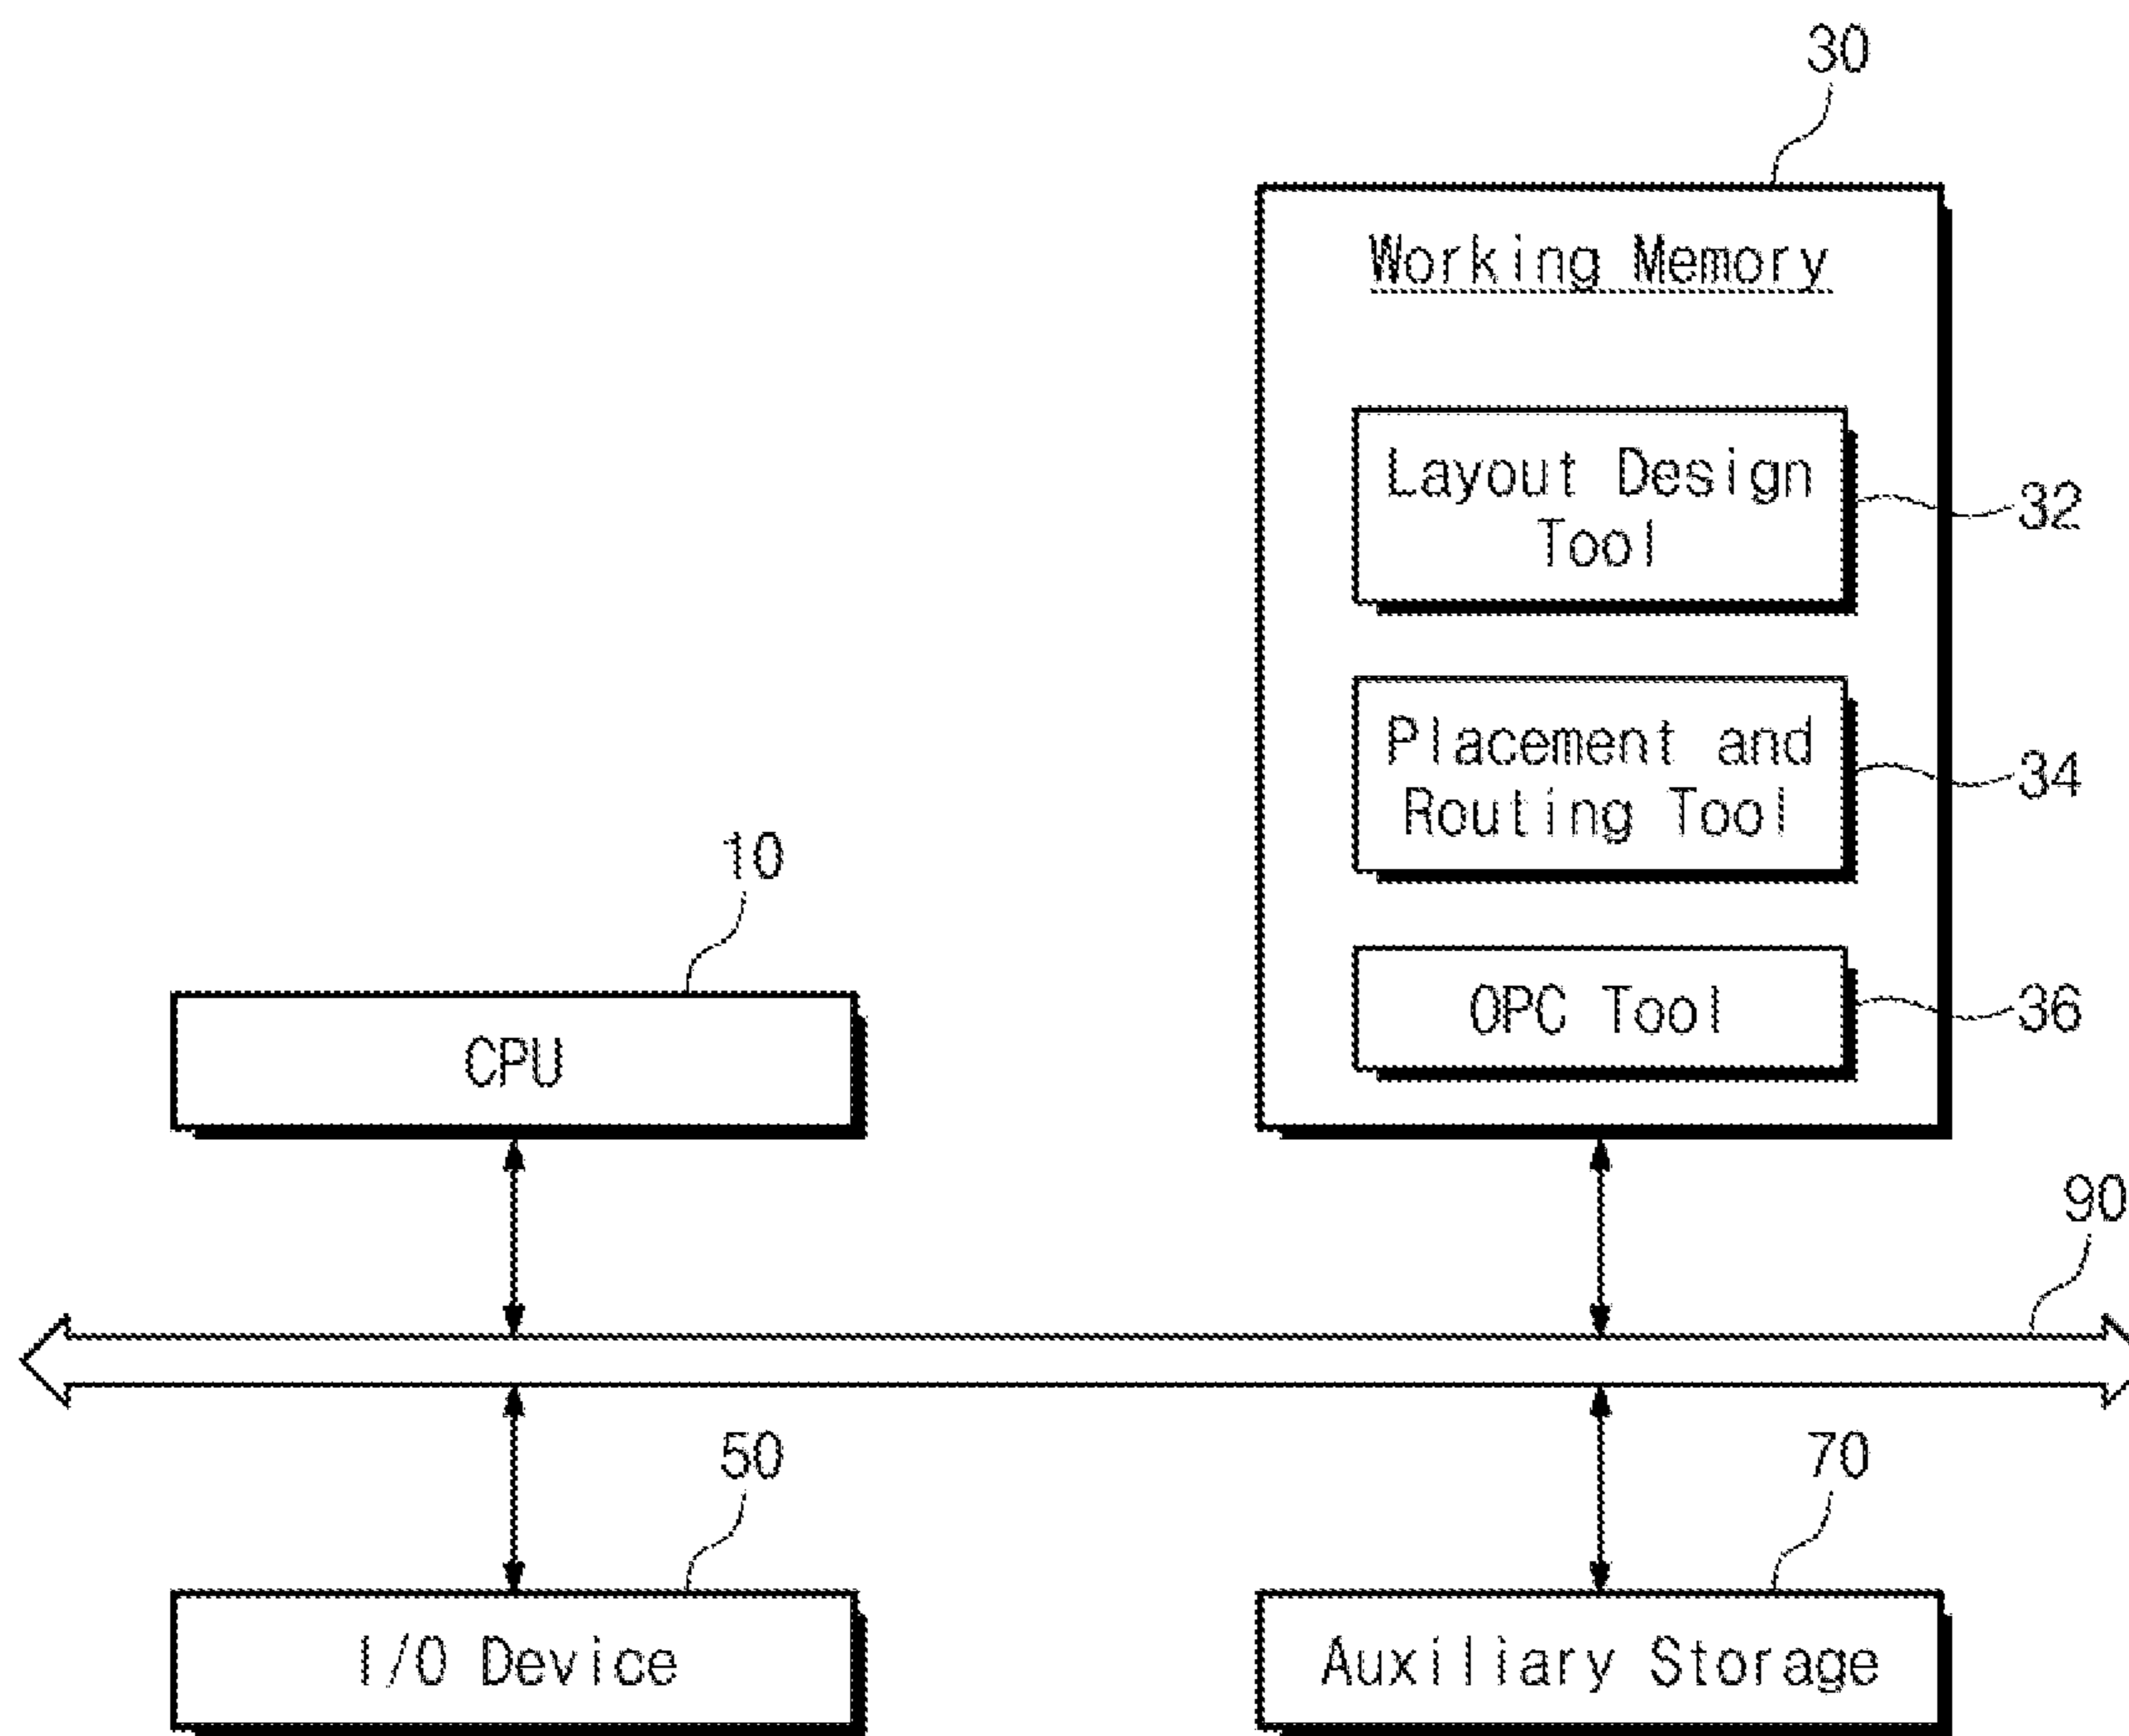 30
Working Memory
Layout Design
Tool
32
Placement and
Routing Tool
34
10
OPC Tool
36
CPU
90
50
70
I/O Device
Auxiliary Storage